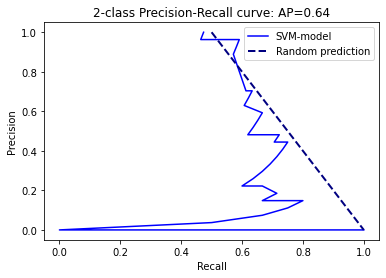 2-class Precision-Recall curve: AP=0.64
SVM-model
Random prediction
Precision
1.0
0.8
0.6
0.4
0.2
0.0
0.0
0.2
0.4
0.6
0.8
1.0
Recall